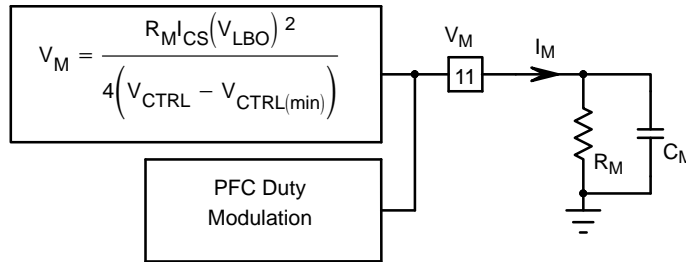 V_M = R_M I_CS (V_LBO) ^2 / 4(V_CTRL − V_CTRL(min))
V_M
11
I_M
R_M
C_M
PFC Duty
Modulation